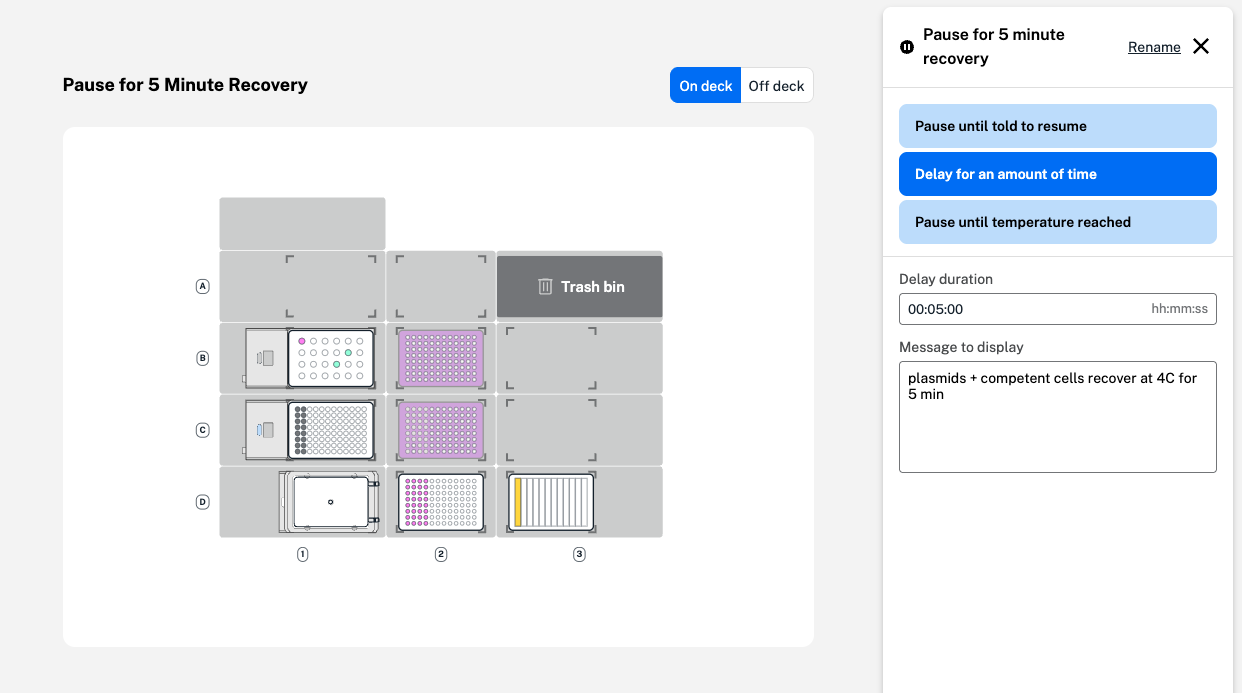 Pause for 5 minute
recovery
Rename
Pause for 5 Minute Recovery
On deck
Off deck
Pause until told to resume
Delay for an amount of time
Pause until temperature reached
Delay duration
00:05:00
hh:mm:ss
Message to display
plasmids + competent cells recover at 4C for
5 min
A
Trash bin
B
C
D
1
2
3